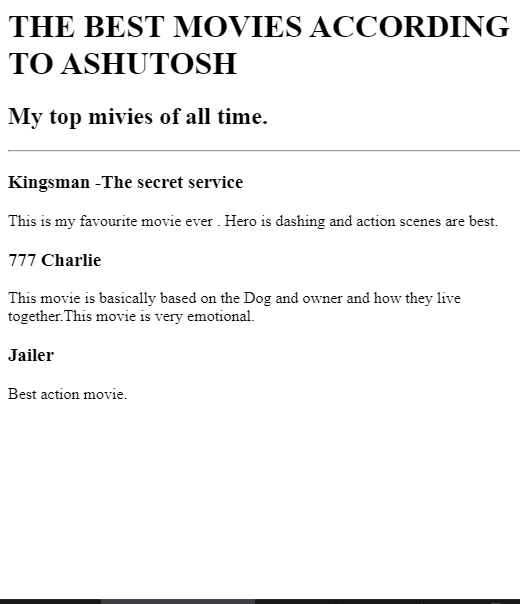 THE BEST MOVIES ACCORDING
TO ASHUTOSH
My top mivies of all time.
Kingsman -The secret service
This is my favourite movie ever . Hero is dashing and action scenes are best.
777 Charlie
This movie is basically based on the Dog and owner and how they live
together.This movie is very emotional.
Jailer
Best action movie.